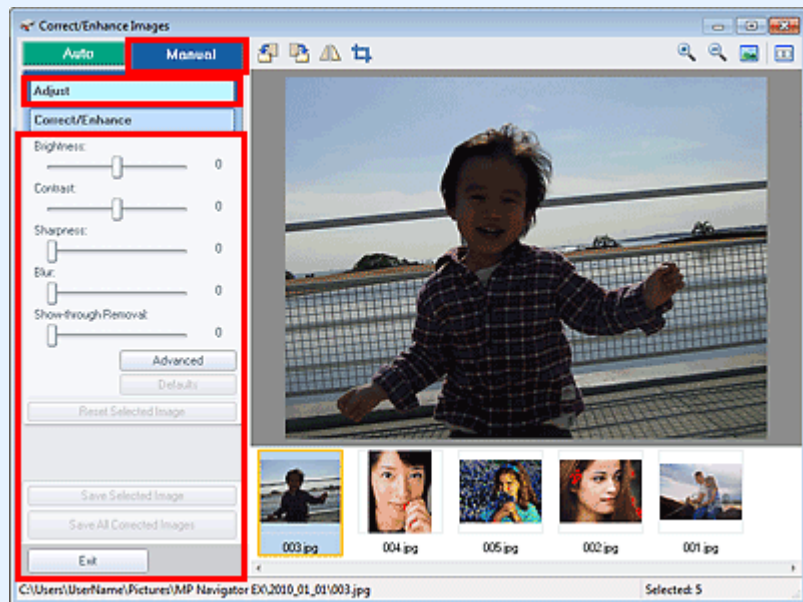 Correct/Enhance Images
Auto
Manual
Adjust
Correct/Enhance
Brightness:
0
Contrast:
0
Sharpness:
0
Blur:
0
Show-through Removal:
0
Advanced
Defaults
Reset Selected Image
Save Selected Image
Save All Corrected Images
Exit
003.jpg
004.jpg
005.jpg
002.jpg
001.jpg
C:\Users\UserName\Pictures\MP Navigator EX\2010_01_01\003.jpg
Selected: 5